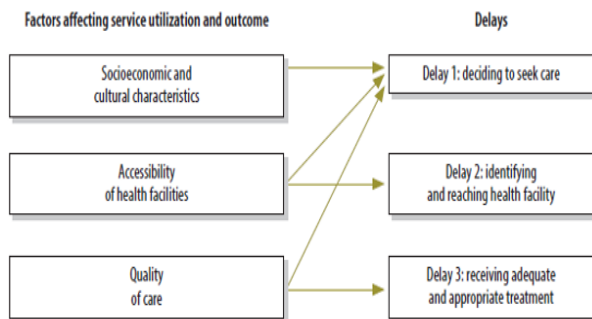 Factors affecting service utilization and outcome
Delays
Socioeconomic and
cultural characteristics
Delay 1: deciding to seek care
Accessibility
of health facilities
Delay 2: identifying
and reaching health facility
Quality
of care
Delay 3: receiving adequate
and appropriate treatment